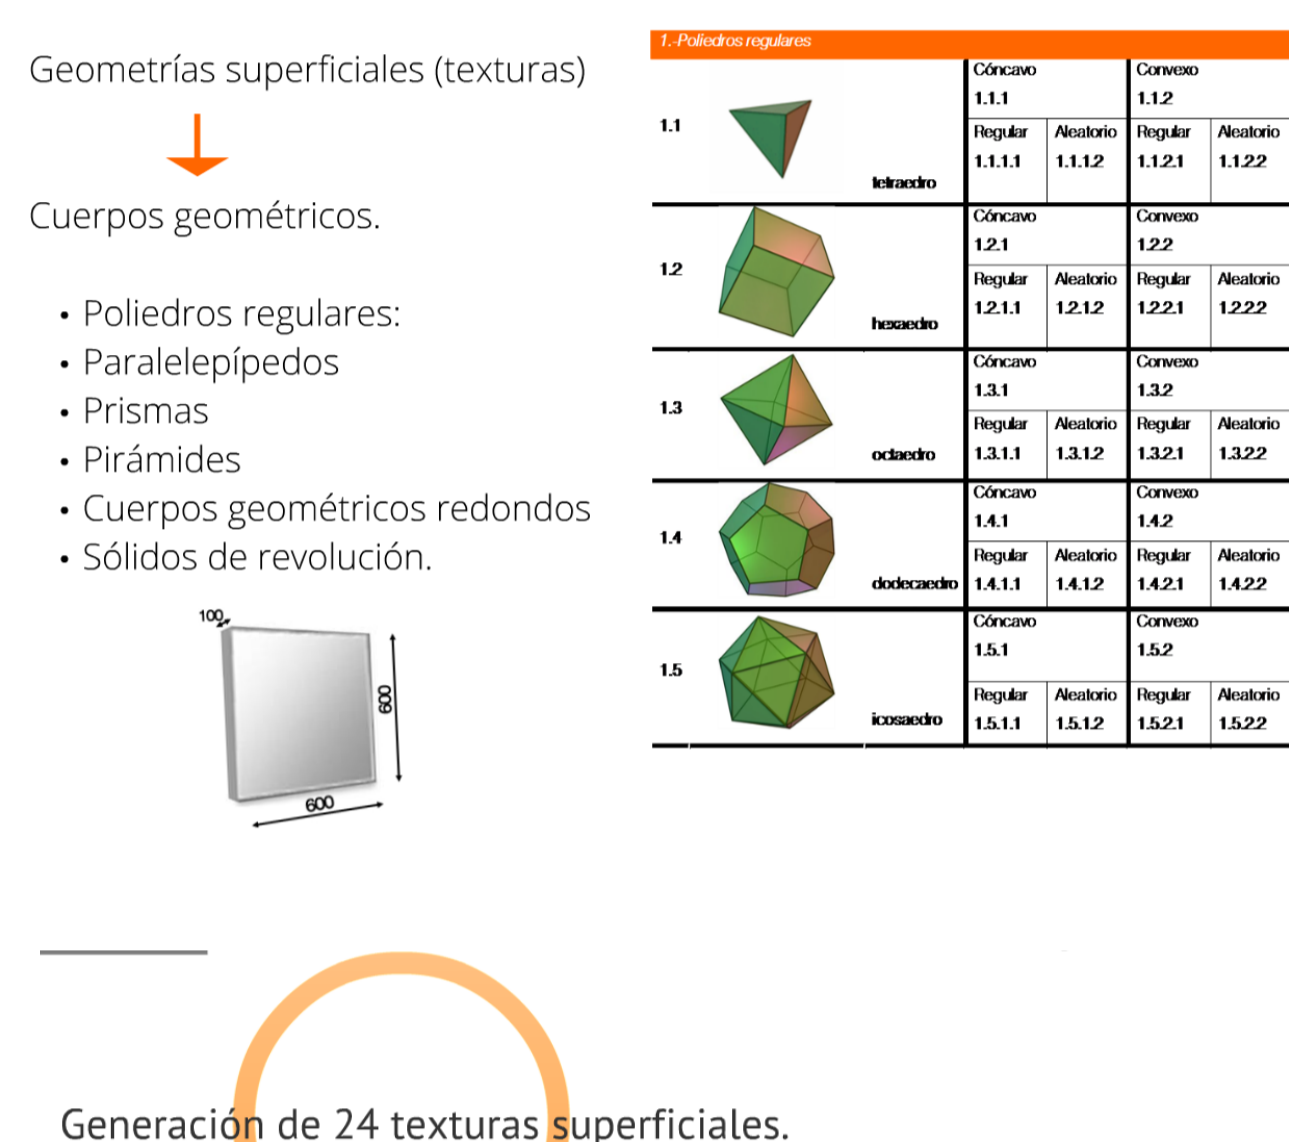 Geometrías superficiales (texturas)
Cuerpos geométricos.
• Poliedros regulares:
• Paralelepípedos
• Prismas
• Pirámides
• Cuerpos geométricos redondos
• Sólidos de revolución.
100
600
600
1.-Poliedros regulares
1.1
tetraedro
Cóncavo
1.1.1
Convexo
1.1.2
Regular
1.1.1.1
Aleatorio
1.1.1.2
Regular
1.1.2.1
Aleatorio
1.1.2.2
1.2
hexaedro
Cóncavo
1.2.1
Convexo
1.2.2
Regular
1.2.1.1
Aleatorio
1.2.1.2
Regular
1.2.2.1
Aleatorio
1.2.2.2
1.3
octaedro
Cóncavo
1.3.1
Convexo
1.3.2
Regular
1.3.1.1
Aleatorio
1.3.1.2
Regular
1.3.2.1
Aleatorio
1.3.2.2
1.4
dodecaedro
Cóncavo
1.4.1
Convexo
1.4.2
Regular
1.4.1.1
Aleatorio
1.4.1.2
Regular
1.4.2.1
Aleatorio
1.4.2.2
1.5
icosaedro
Cóncavo
1.5.1
Convexo
1.5.2
Regular
1.5.1.1
Aleatorio
1.5.1.2
Regular
1.5.2.1
Aleatorio
1.5.2.2
Generación de 24 texturas superficiales.